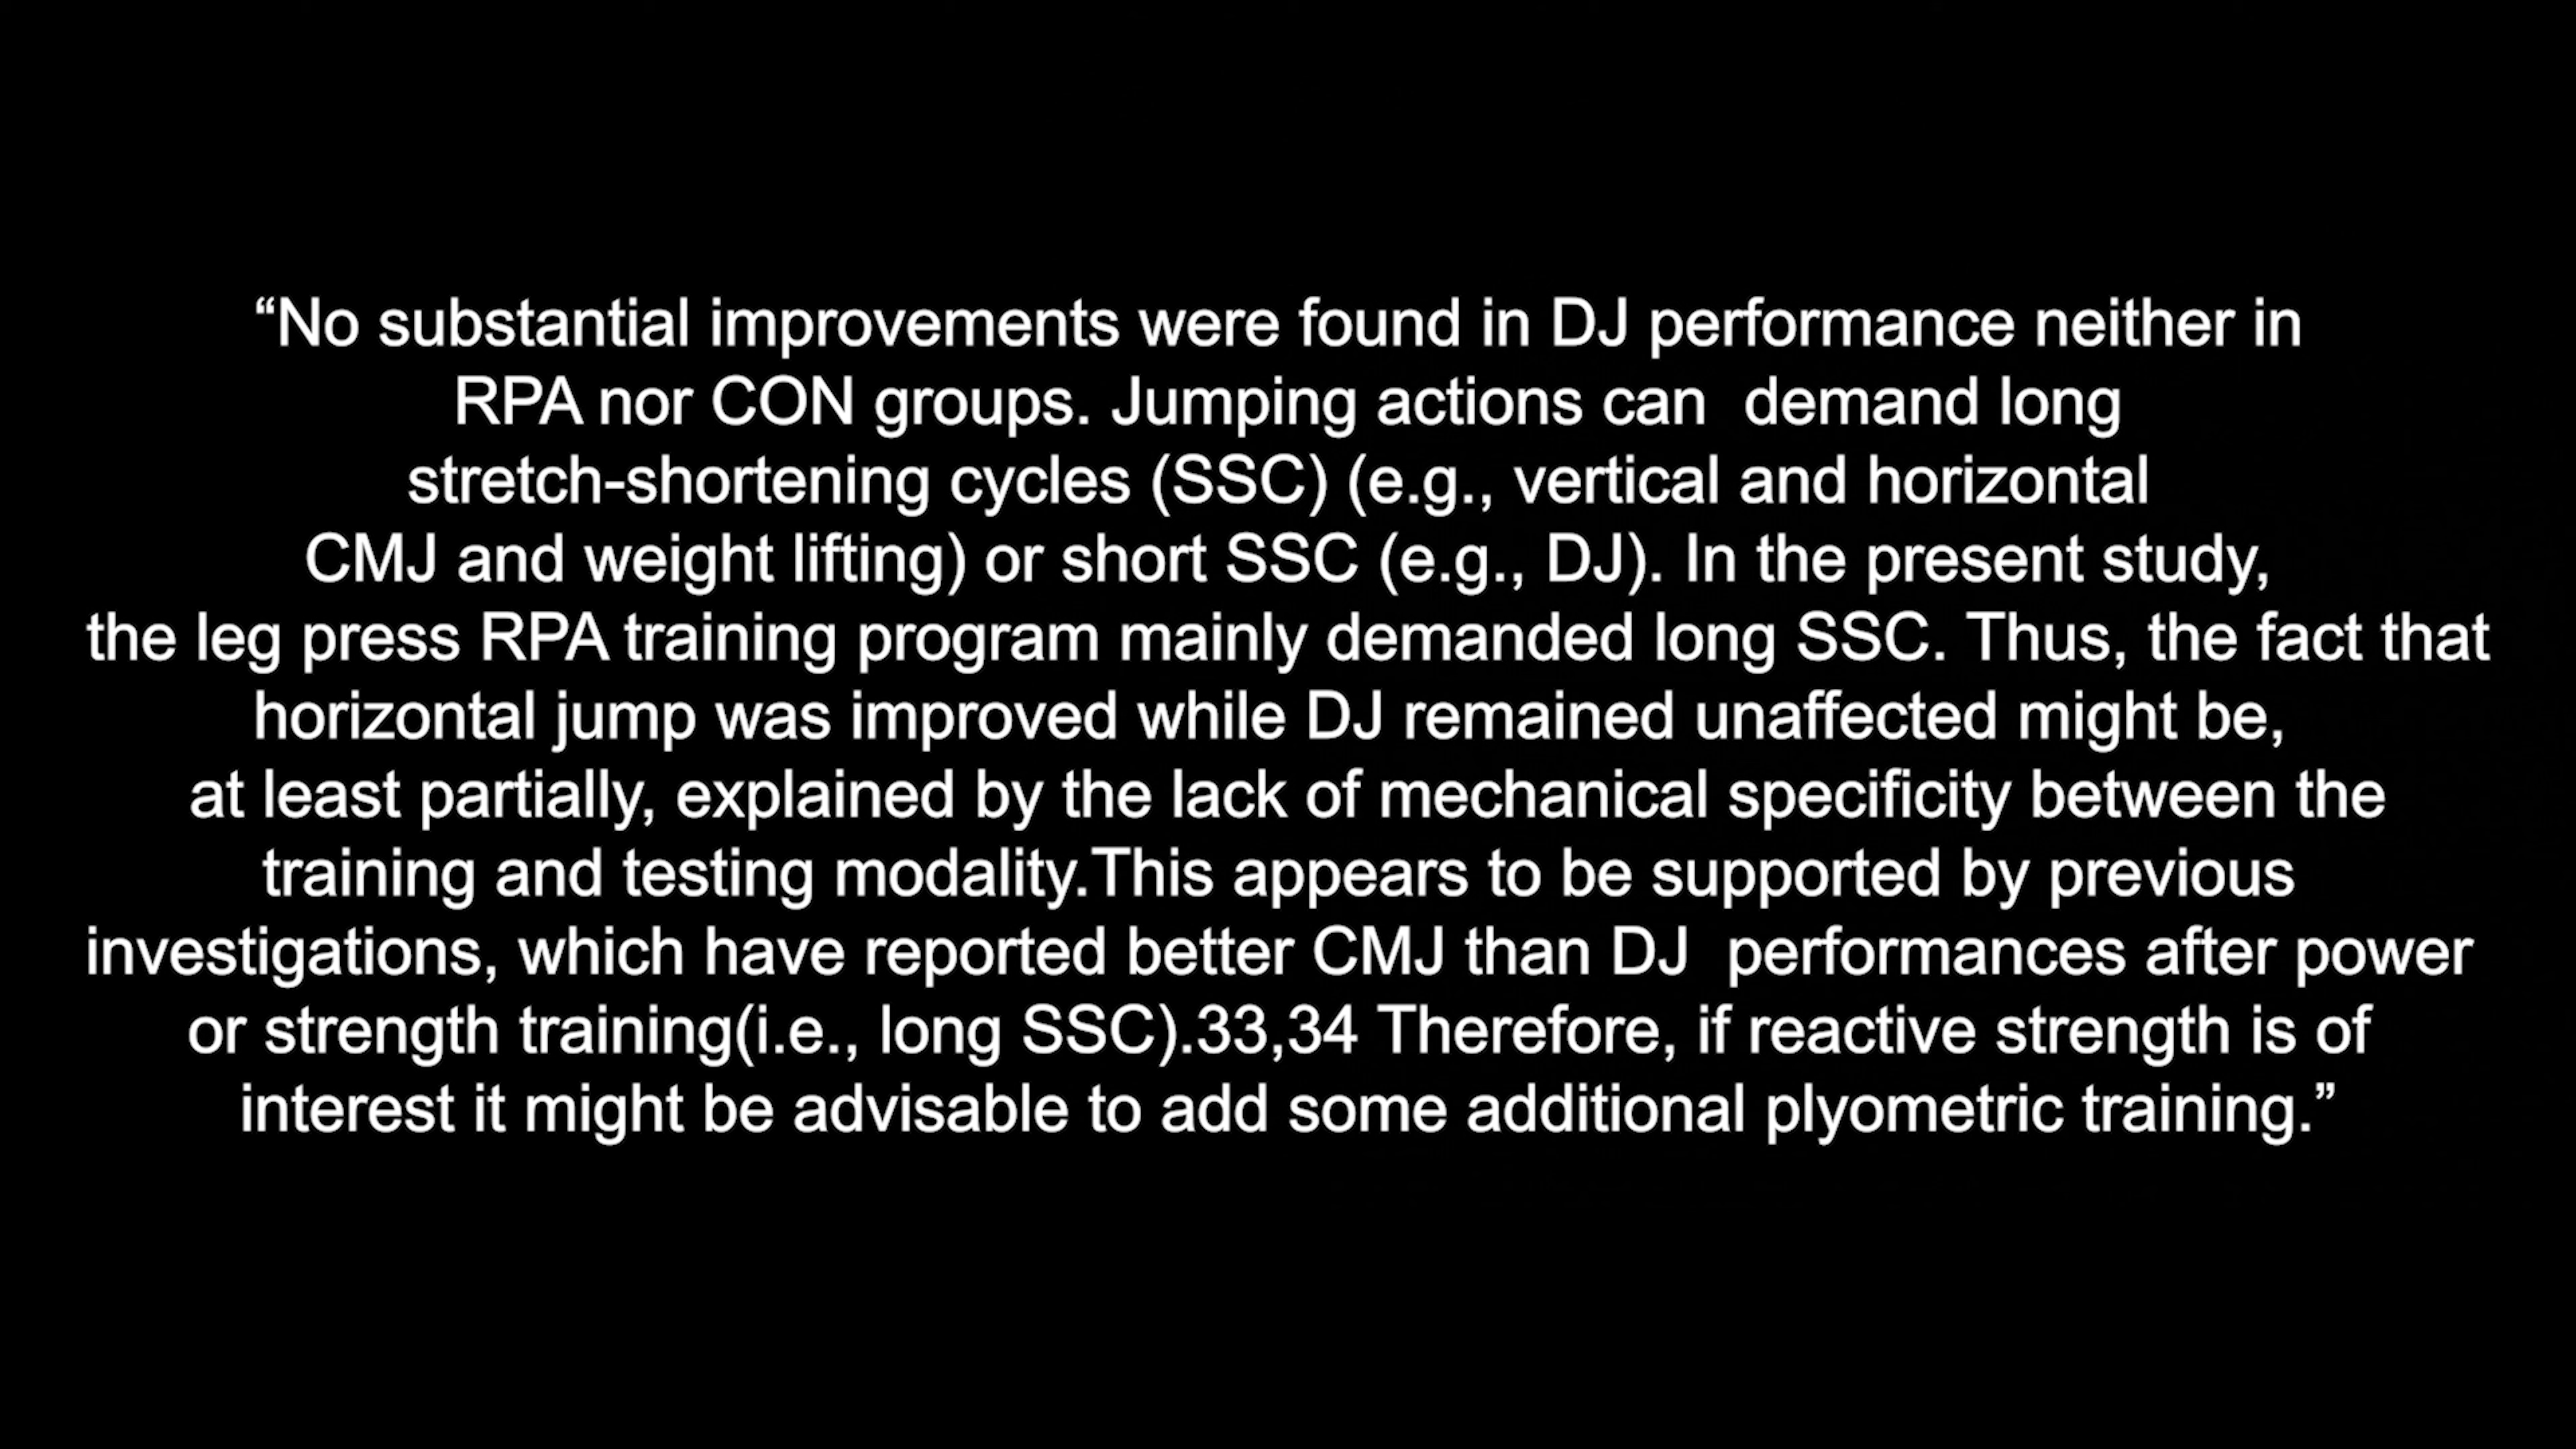 “No substantial improvements were found in DJ performance neither in
RPA nor CON groups. Jumping actions can  demand long
stretch-shortening cycles (SSC) (e.g., vertical and horizontal
CMJ and weight lifting) or short SSC (e.g., DJ). In the present study,
the leg press RPA training program mainly demanded long SSC. Thus, the fact that
horizontal jump was improved while DJ remained unaffected might be,
at least partially, explained by the lack of mechanical specificity between the
training and testing modality.This appears to be supported by previous
investigations, which have reported better CMJ than DJ  performances after power
or strength training(i.e., long SSC).33,34 Therefore, if reactive strength is of
interest it might be advisable to add some additional plyometric training.”